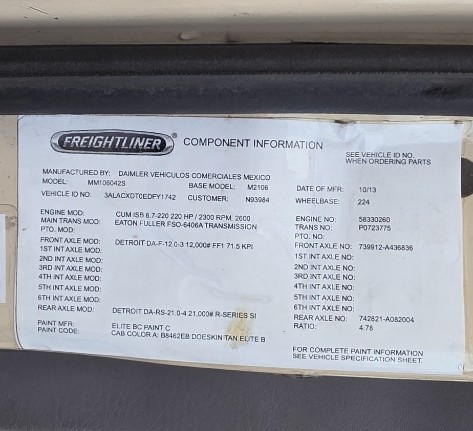 FREIGHTLINER COMPONENT INFORMATION
SEE VEHICLE ID NO.
WHEN ORDERING PARTS
MANUFACTURED BY: DAIMLER VEHICULOS COMERCIALES MEXICO
MODEL: MM106042S BASE MODEL: M2106 DATE OF MFR: 10/13
VEHICLE ID NO: 3ALACXDT0EDFY1742 CUSTOMER: N93984 WHEELBASE: 224
ENGINE MOD: CUM ISB 6.7-220 220 HP / 2300 RPM, 2600 ENGINE NO: 58330260
MAIN TRANS MOD: EATON FULLER FSO-6406A TRANSMISSION TRANS NO: P0723775
PTO. MOD: PTO. NO:
FRONT AXLE MOD: DETROIT DA-F-12.0-3 12,000# FF1 71.5 KPI FRONT AXLE NO: 739912-A436836
1ST INT AXLE MOD: 1ST INT AXLE NO:
2ND INT AXLE MOD: 2ND INT AXLE NO:
3RD INT AXLE MOD: 3RD INT AXLE NO:
4TH INT AXLE MOD: 4TH INT AXLE NO:
5TH INT AXLE MOD: 5TH INT AXLE NO:
6TH INT AXLE MOD: 6TH INT AXLE NO:
REAR AXLE MOD: DETROIT DA-RS-21.0-4 21,000# R-SERIES SI REAR AXLE NO: 742821-A082004
RATIO: 4.78
PAINT MFR: ELITE BC PAINT C
PAINT CODE: CAB COLOR A: B8462EB DOESKIN TAN ELITE B
FOR COMPLETE PAINT INFORMATION
SEE VEHICLE SPECIFICATION SHEET.